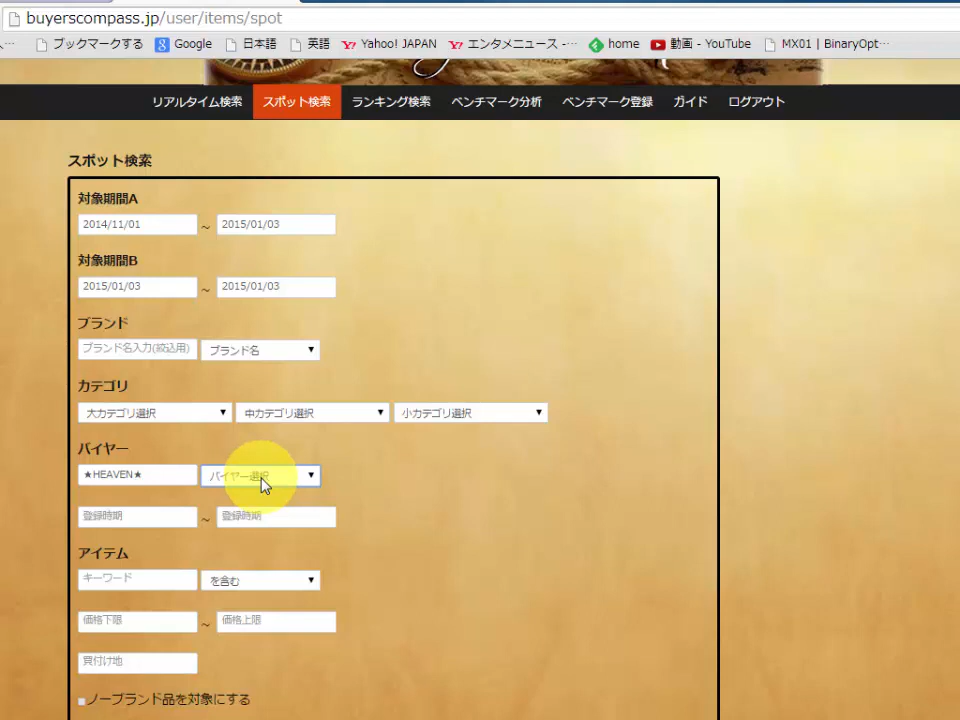 buyerscompass.jp/user/items/spot
ブックマークする Google 日本語 英語 Yahoo! JAPAN エンタメニュース -… home 動画 - YouTube MX01 | BinaryOpt…
リアルタイム検索 スポット検索 ランキング検索 ベンチマーク分析 ベンチマーク登録 ガイド ログアウト
スポット検索
対象期間A
2014/11/01 ~ 2015/01/03
対象期間B
2015/01/03 ~ 2015/01/03
ブランド
ブランド名入力(絞込用) ブランド名
カテゴリ
大カテゴリ選択 中カテゴリ選択 小カテゴリ選択
バイヤー
★HEAVEN★ バイヤー選択
登録時期 ~ 登録時期
アイテム
キーワード を含む
価格下限 ~ 価格上限
買付け地
ノーブランド品を対象にする